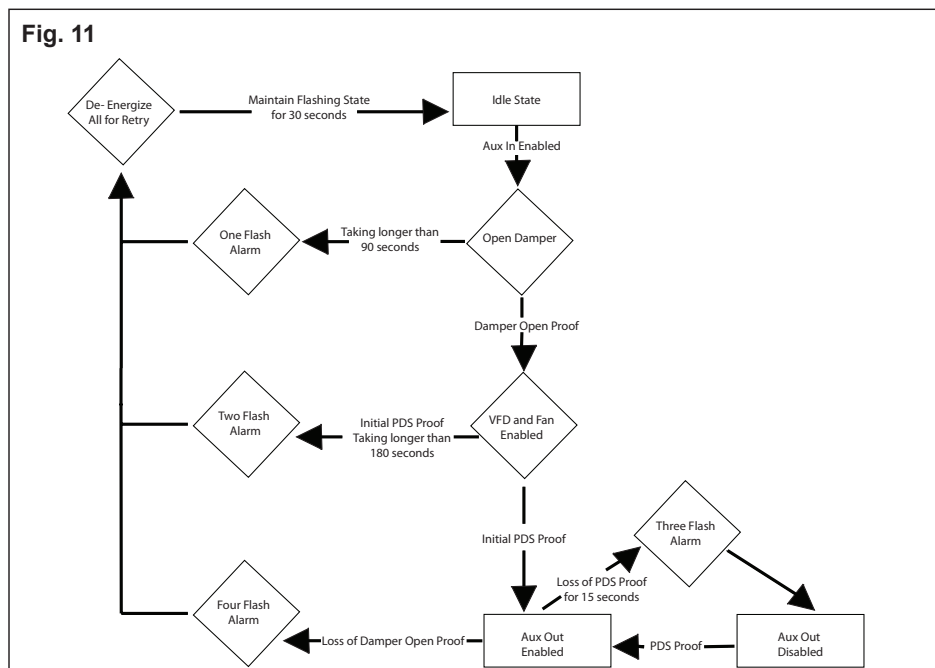 Fig. 11
De- Energize
All for Retry
Maintain Flashing State
for 30 seconds
Idle State
Aux In Enabled
One Flash
Alarm
Taking longer than
90 seconds
Open Damper
Damper Open Proof
Two Flash
Alarm
Initial PDS Proof
Taking longer than
180 seconds
VFD and Fan
Enabled
Initial PDS Proof
Three Flash
Alarm
Loss of PDS Proof
for 15 seconds
Four Flash
Alarm
Loss of Damper Open Proof
Aux Out
Enabled
PDS Proof
Aux Out
Disabled